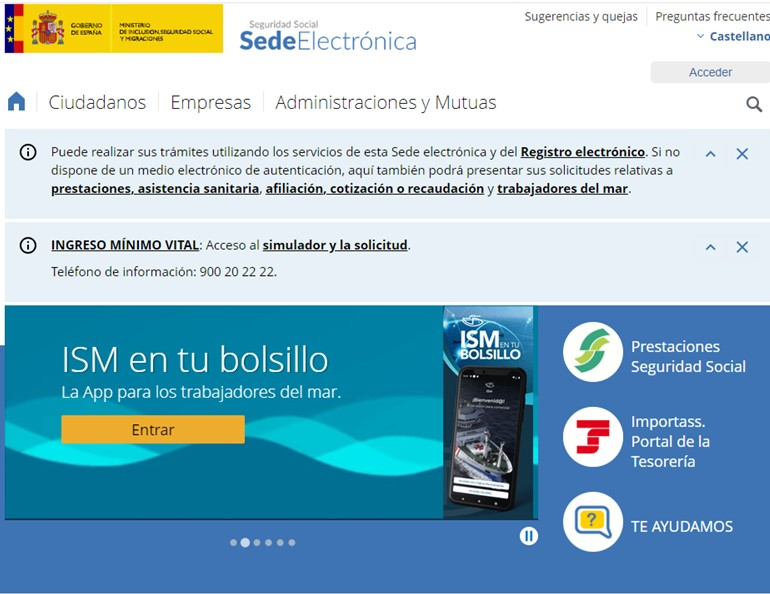 GOBIERNO
DE ESPAÑA
MINISTERIO
DE INCLUSIÓN, SEGURIDAD SOCIAL
Y MIGRACIONES
Seguridad Social
SedeElectrónica
Sugerencias y quejas
Preguntas frecuentes
Castellano
Acceder
Ciudadanos
Empresas
Administraciones y Mutuas
Puede realizar sus trámites utilizando los servicios de esta Sede electrónica y del Registro electrónico. Si no
dispone de un medio electrónico de autenticación, aquí también podrá presentar sus solicitudes relativas a
prestaciones, asistencia sanitaria, afiliación, cotización o recaudación y trabajadores del mar.
INGRESO MÍNIMO VITAL: Acceso al simulador y la solicitud.
Teléfono de información: 900 20 22 22.
ISM en tu bolsillo
La App para los trabajadores del mar.
Entrar
ISM EN TU
BOLSILLO
¡Bienvenid@!
Prestaciones
Seguridad Social
Importass.
Portal de la
Tesorería
?
TE AYUDAMOS